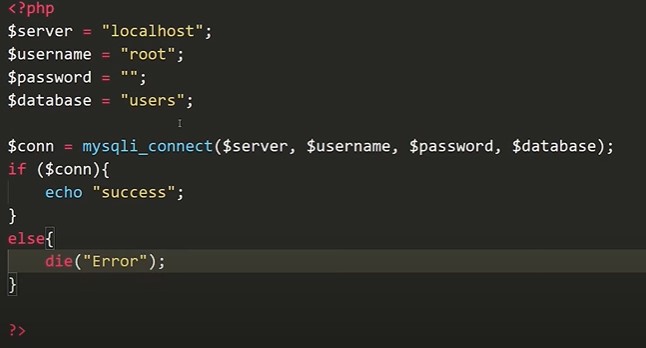 <?php
$server = "localhost";
$username = "root";
$password = "";
$database = "users";
$conn = mysqli_connect($server, $username, $password, $database);
if ($conn){
    echo "success";
}
else{
    die("Error");
}
?>